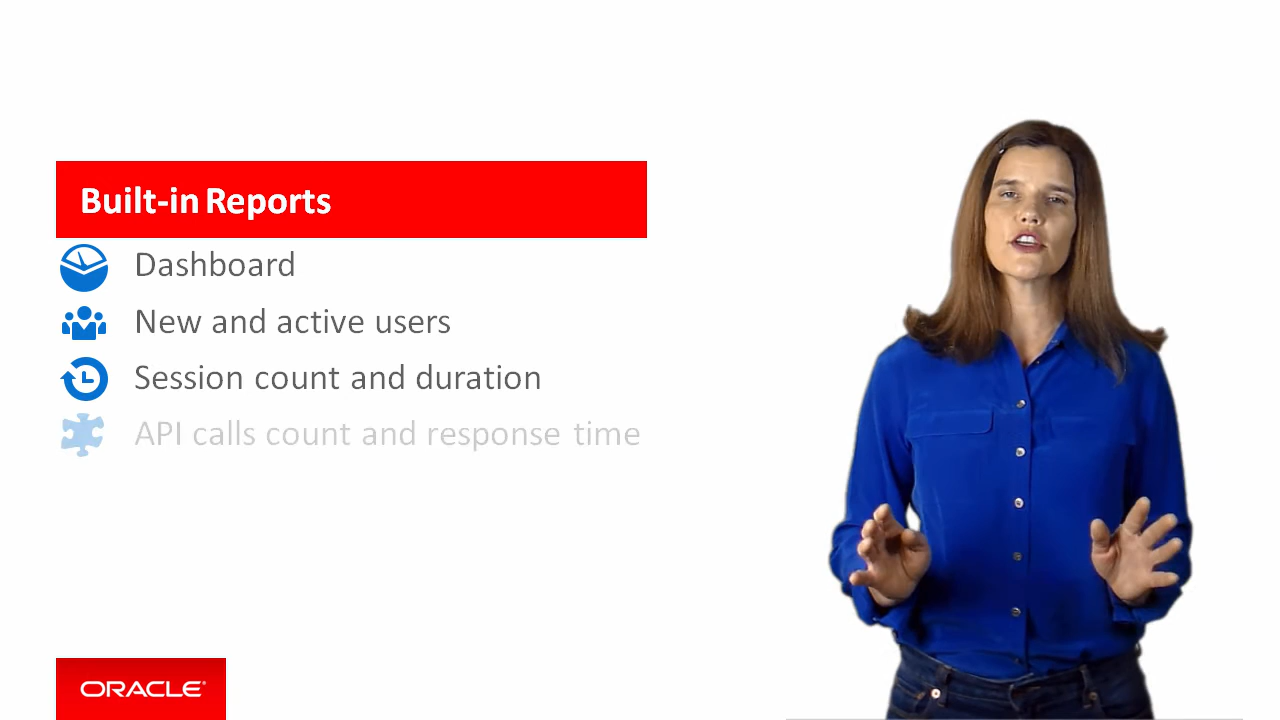 Built-in Reports
Dashboard
New and active users
Session count and duration
API calls count and response time
ORACLE®